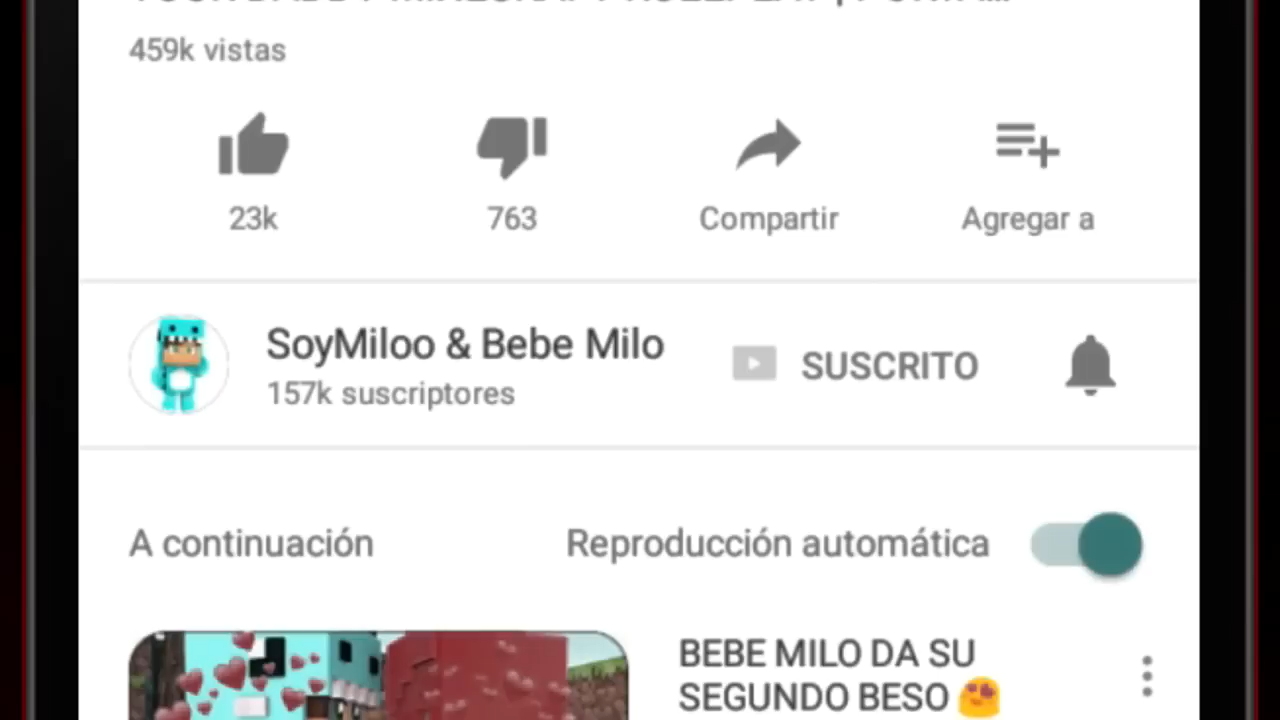 459k vistas
23k
763
Compartir
Agregar a
SoyMiloo & Bebe Milo
157k suscriptores
SUSCRITO
A continuación
Reproducción automática
BEBE MILO DA SU
SEGUNDO BESO 😍